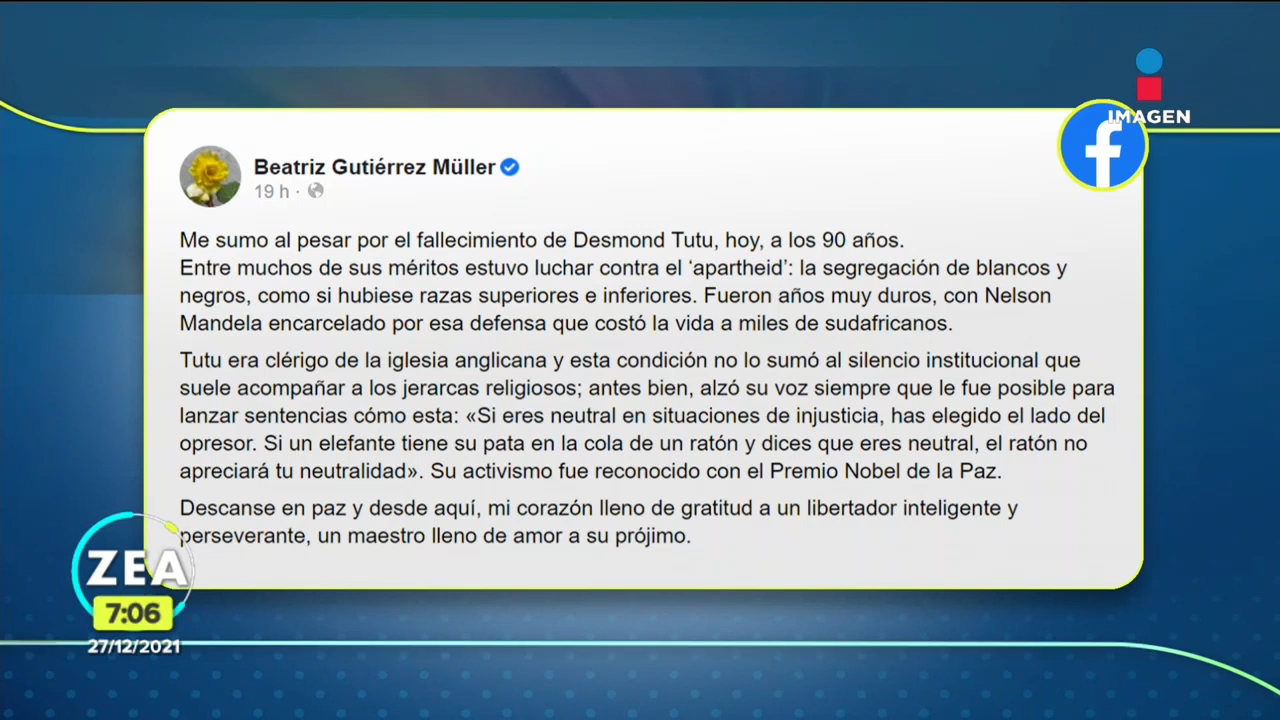 IMAGEN
Beatriz Gutiérrez Müller
19 h ·
Me sumo al pesar por el fallecimiento de Desmond Tutu, hoy, a los 90 años.
Entre muchos de sus méritos estuvo luchar contra el ‘apartheid’: la segregación de blancos y
negros, como si hubiese razas superiores e inferiores. Fueron años muy duros, con Nelson
Mandela encarcelado por esa defensa que costó la vida a miles de sudafricanos.
Tutu era clérigo de la iglesia anglicana y esta condición no lo sumó al silencio institucional que
suele acompañar a los jerarcas religiosos; antes bien, alzó su voz siempre que le fue posible para
lanzar sentencias cómo esta: «Si eres neutral en situaciones de injusticia, has elegido el lado del
opresor. Si un elefante tiene su pata en la cola de un ratón y dices que eres neutral, el ratón no
apreciará tu neutralidad». Su activismo fue reconocido con el Premio Nobel de la Paz.
Descanse en paz y desde aquí, mi corazón lleno de gratitud a un libertador inteligente y
perseverante, un maestro lleno de amor a su prójimo.
ZEA
7:06
27/12/2021